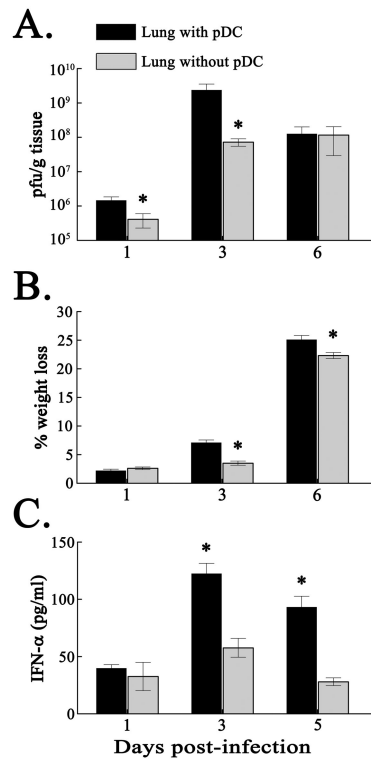 A.
Lung with pDC
Lung without pDC
pfu/g tissue
10^10
10^9
10^8
10^7
10^6
10^5
*
*
1 3 6
B.
% weight loss
30
25
20
15
10
5
0
*
*
1 3 6
C.
IFN-α (pg/ml)
150
100
50
0
*
*
1 3 5
Days post-infection